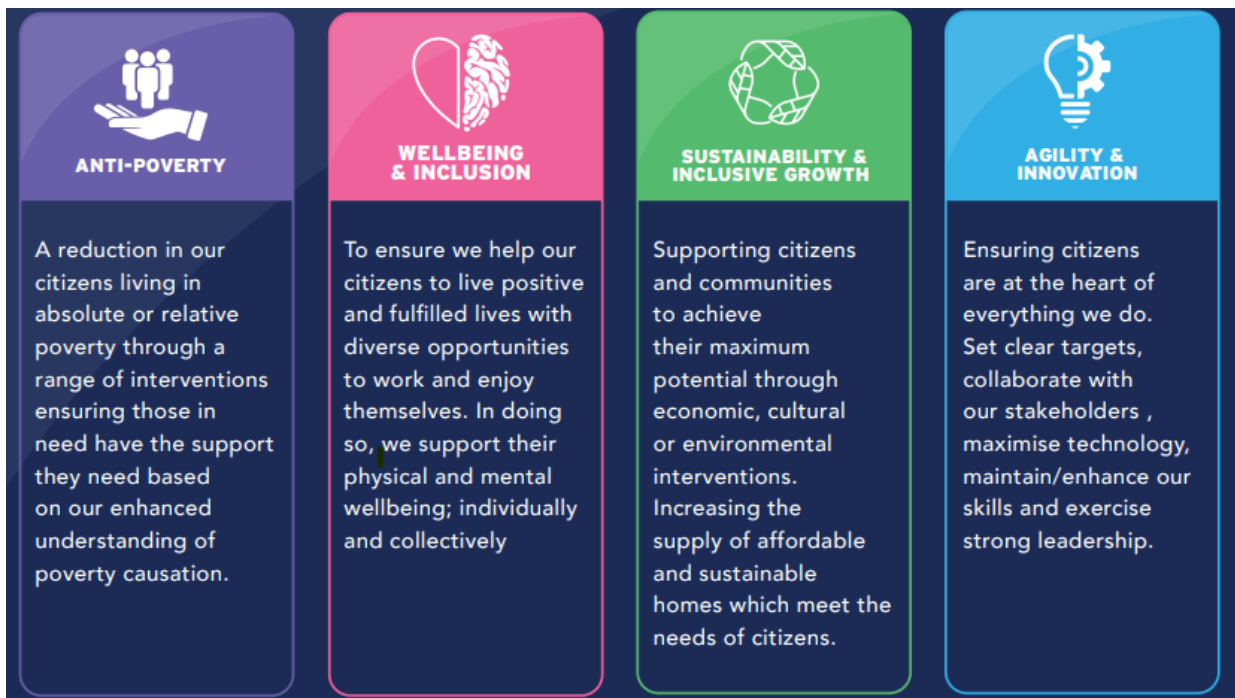 ANTI-POVERTY
A reduction in our
citizens living in
absolute or relative
poverty through a
range of interventions
ensuring those in
need have the support
they need based
on our enhanced
understanding of
poverty causation.
WELLBEING
& INCLUSION
To ensure we help our
citizens to live positive
and fulfilled lives with
diverse opportunities
to work and enjoy
themselves. In doing
so, we support their
physical and mental
wellbeing; individually
and collectively
SUSTAINABILITY &
INCLUSIVE GROWTH
Supporting citizens
and communities
to achieve
their maximum
potential through
economic, cultural
or environmental
interventions.
Increasing the
supply of affordable
and sustainable
homes which meet the
needs of citizens.
AGILITY &
INNOVATION
Ensuring citizens
are at the heart of
everything we do.
Set clear targets,
collaborate with
our stakeholders ,
maximise technology,
maintain/enhance our
skills and exercise
strong leadership.